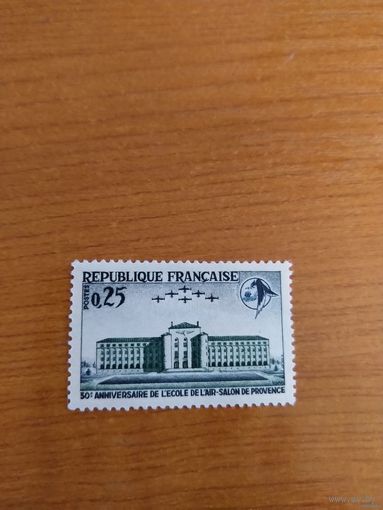 REPUBLIQUE FRANÇAISE
POSTES
0,25
30ᵉ ANNIVERSAIRE DE L'ECOLE DE L'AIR-SALON DE PROVENCE